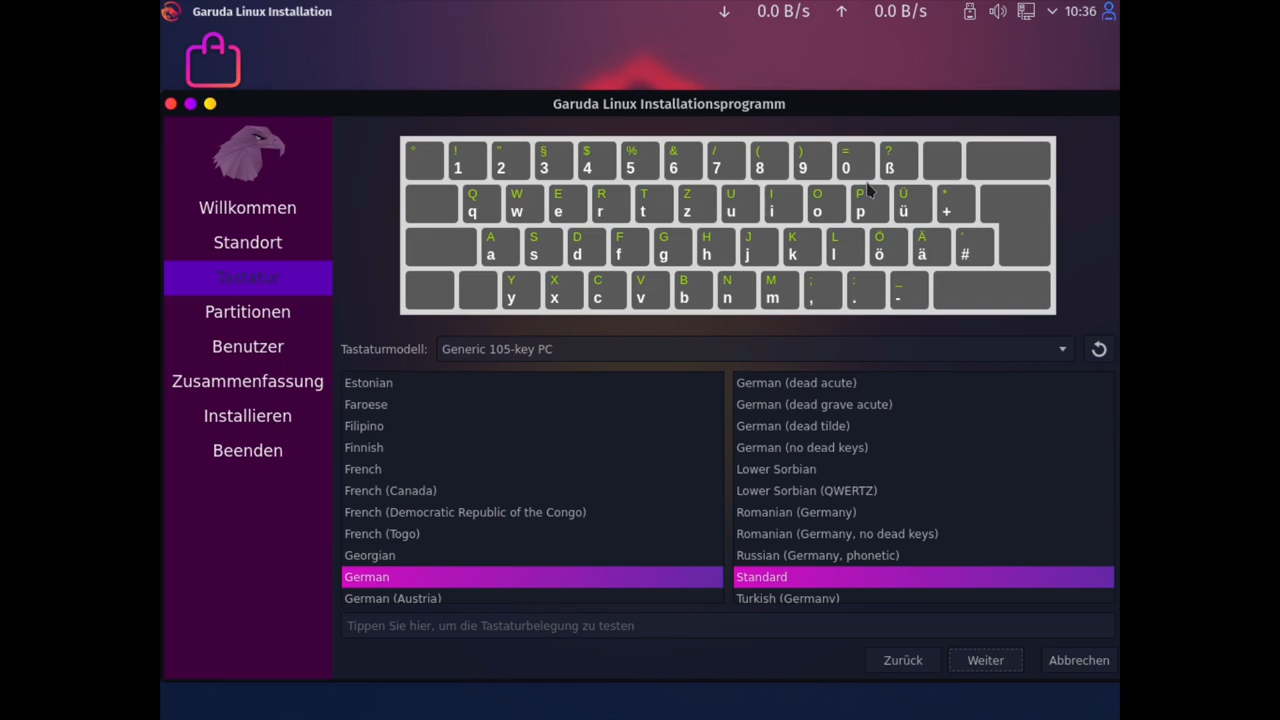 Garuda Linux Installation
↓ 0.0 B/s ↑ 0.0 B/s 10:36
Garuda Linux Installationsprogramm
Willkommen
Standort
Tastatur
Partitionen
Benutzer
Zusammenfassung
Installieren
Beenden
° ! " § $ % & / ( ) = ?
1 2 3 4 5 6 7 8 9 0 ß
Q W E R T Z U I O P Ü *
q w e r t z u i o p ü +
A S D F G H J K L Ö Ä '
a s d f g h j k l ö ä #
Y X C V B N M ; : _
y x c v b n m , . -
Tastaturmodell: Generic 105-key PC
Estonian
Faroese
Filipino
Finnish
French
French (Canada)
French (Democratic Republic of the Congo)
French (Togo)
Georgian
German
German (Austria)
German (dead acute)
German (dead grave acute)
German (dead tilde)
German (no dead keys)
Lower Sorbian
Lower Sorbian (QWERTZ)
Romanian (Germany)
Romanian (Germany, no dead keys)
Russian (Germany, phonetic)
Standard
Turkish (Germany)
Tippen Sie hier, um die Tastaturbelegung zu testen
Zurück Weiter Abbrechen